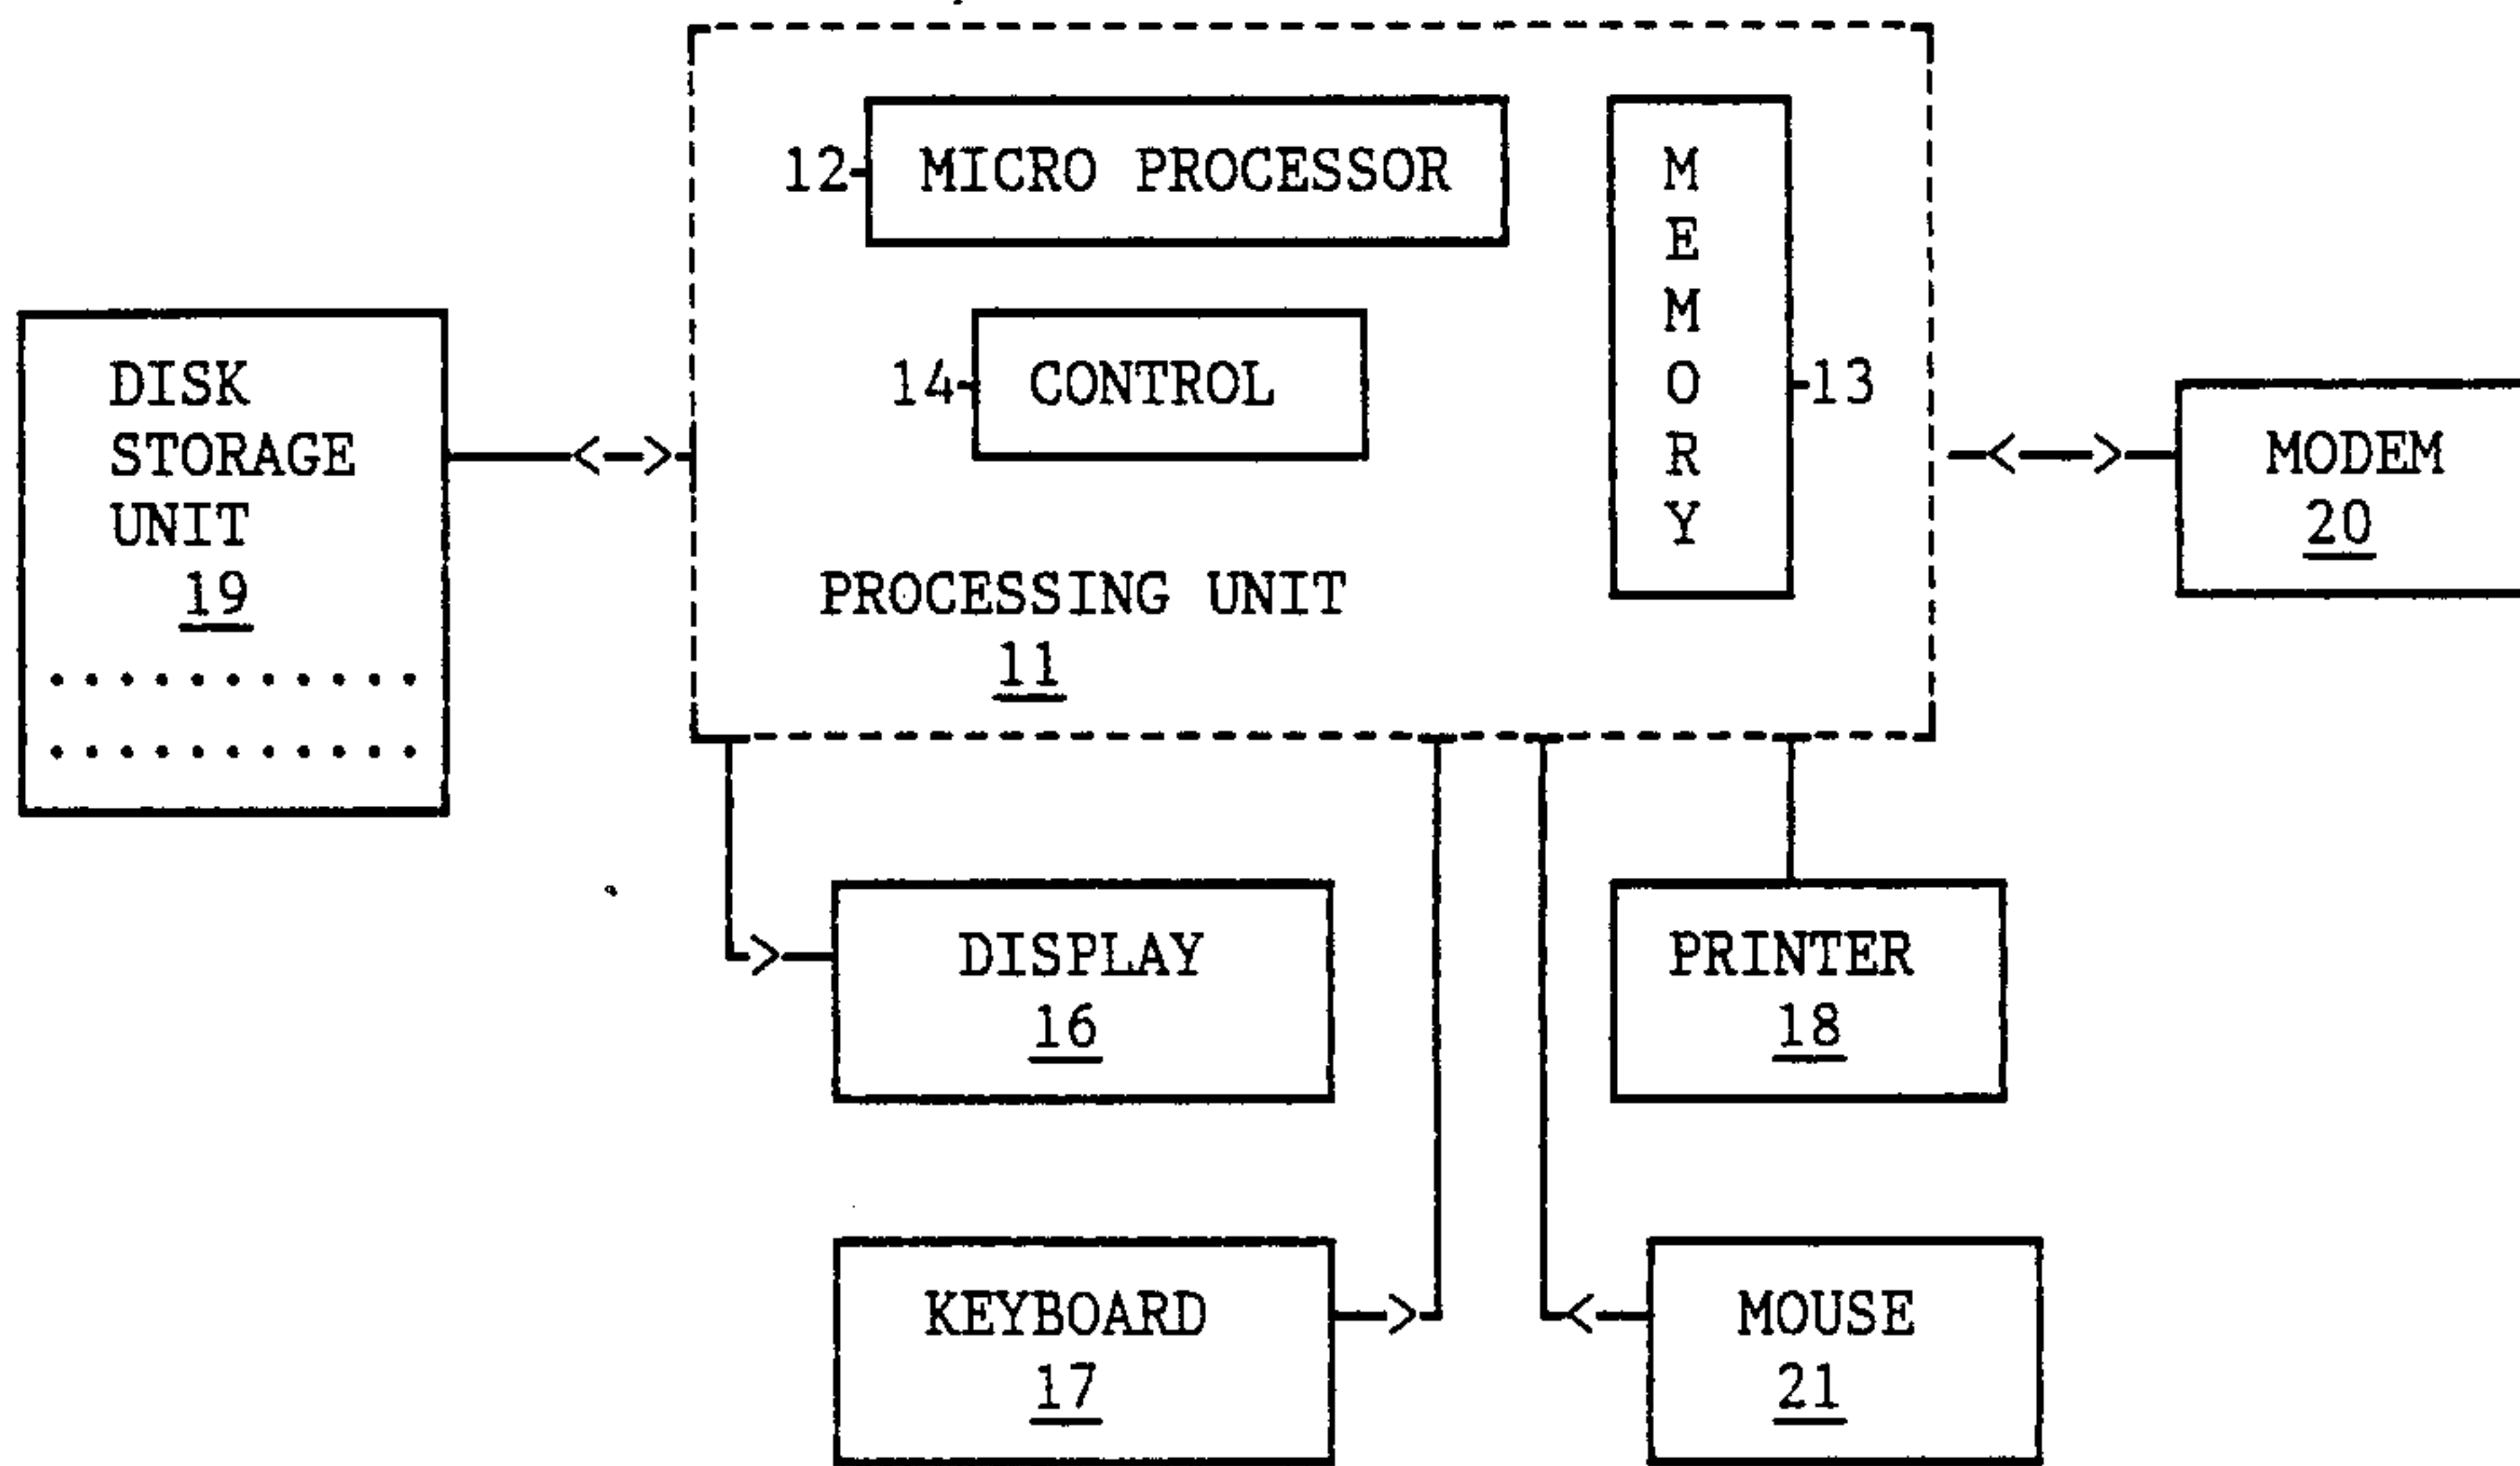 12 MICRO PROCESSOR
M
E
M
O
R
Y
13
14 CONTROL
PROCESSING UNIT
11
DISK
STORAGE
UNIT
19
MODEM
20
DISPLAY
16
PRINTER
18
KEYBOARD
17
MOUSE
21